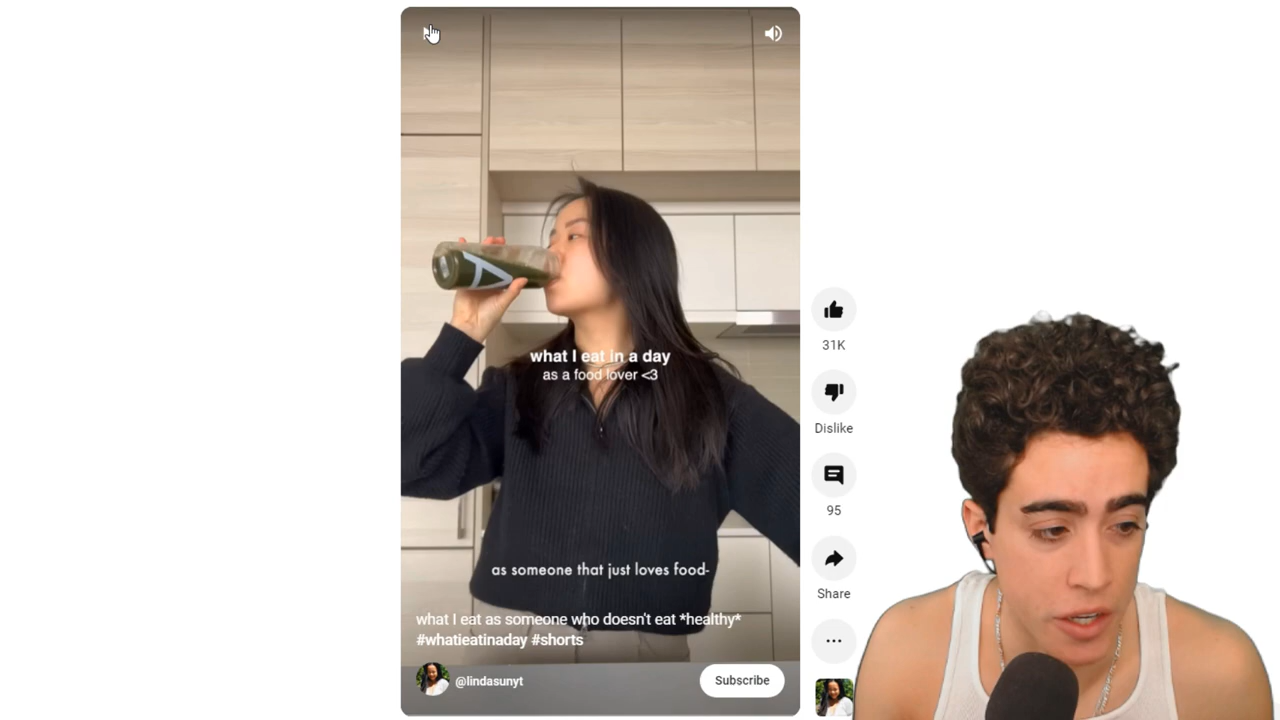 what I eat in a day
as a food lover <3
as someone that just loves food-
what I eat as someone who doesn't eat *healthy*
#whatieatinaday #shorts
@lindasunyt
Subscribe
31K
Dislike
95
Share